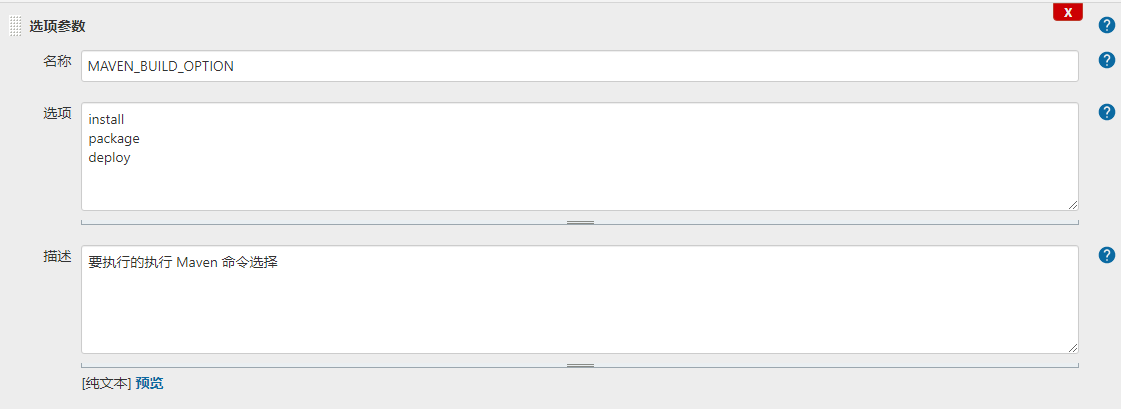 选项参数
X
?
名称 MAVEN_BUILD_OPTION ?
选项 install ?
package
deploy
描述 要执行的执行 Maven 命令选择 ?
[纯文本] 预览